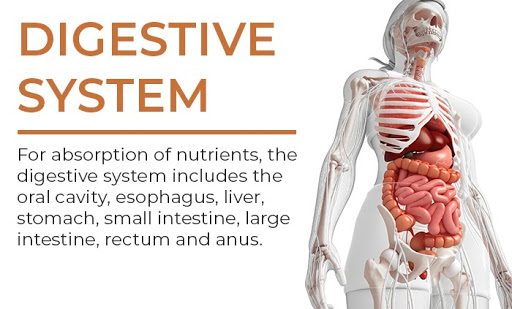 DIGESTIVE
SYSTEM
For absorption of nutrients, the
digestive system includes the
oral cavity, esophagus, liver,
stomach, small intestine, large
intestine, rectum and anus.